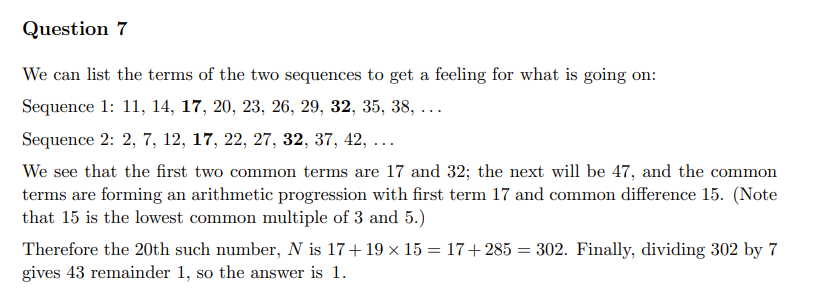 Question 7
We can list the terms of the two sequences to get a feeling for what is going on:
Sequence 1: 11, 14, 17, 20, 23, 26, 29, 32, 35, 38, ...
Sequence 2: 2, 7, 12, 17, 22, 27, 32, 37, 42, ...
We see that the first two common terms are 17 and 32; the next will be 47, and the common
terms are forming an arithmetic progression with first term 17 and common difference 15. (Note
that 15 is the lowest common multiple of 3 and 5.)
Therefore the 20th such number, N is 17 + 19 × 15 = 17 + 285 = 302. Finally, dividing 302 by 7
gives 43 remainder 1, so the answer is 1.